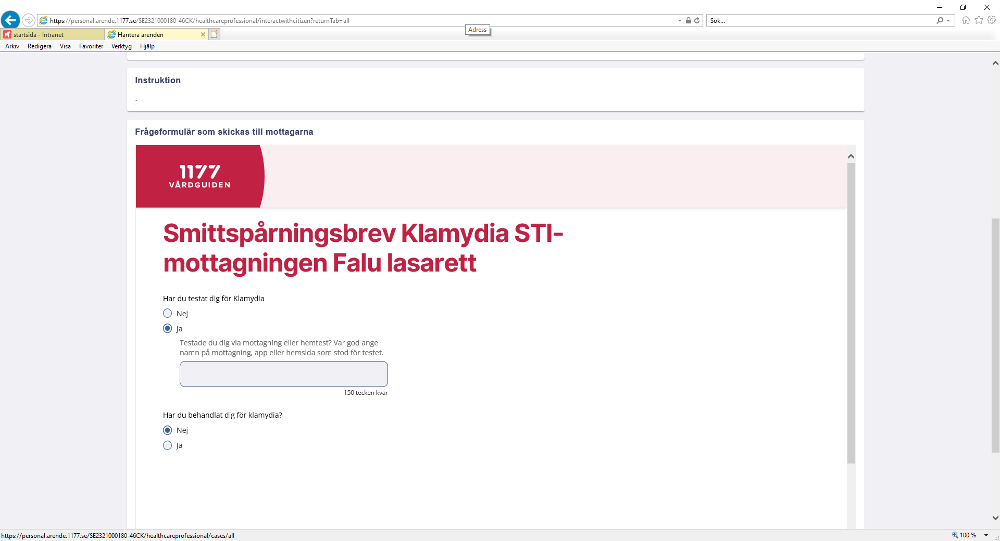 https://personal.arende.1177.se/SE2321000180-46CK/healthcareprofessional/interactwithcitizen?returnTab=all
Sök...
Adress
startsida - Intranet
Hantera ärenden
Arkiv Redigera Visa Favoriter Verktyg Hjälp
Instruktion
.
Frågeformulär som skickas till mottagarna
1177
VÅRDGUIDEN
Smittspårningsbrev Klamydia STI-
mottagningen Falu lasarett
Har du testat dig för Klamydia
Nej
Ja
Testade du dig via mottagning eller hemtest? Var god ange
namn på mottagning, app eller hemsida som stod för testet.
150 tecken kvar
Har du behandlat dig för klamydia?
Nej
Ja
https://personal.arende.1177.se/SE2321000180-46CK/healthcareprofessional/cases/all
100 %